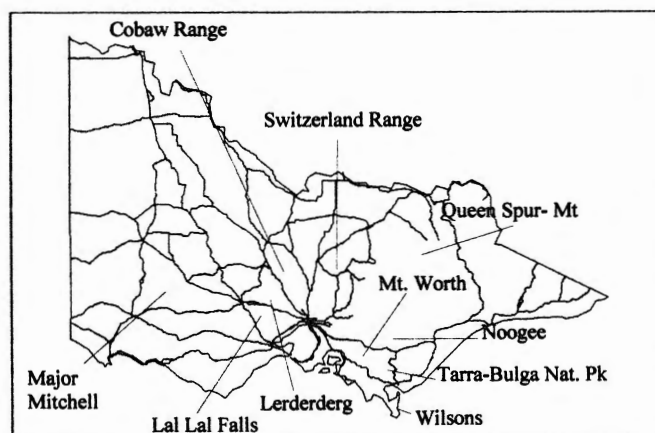 Cobaw Range
Switzerland Range
Queen Spur- Mt
Mt. Worth
Noogee
Tarra-Bulga Nat. Pk
Major
Mitchell
Lerderderg
Wilsons
Lal Lal Falls